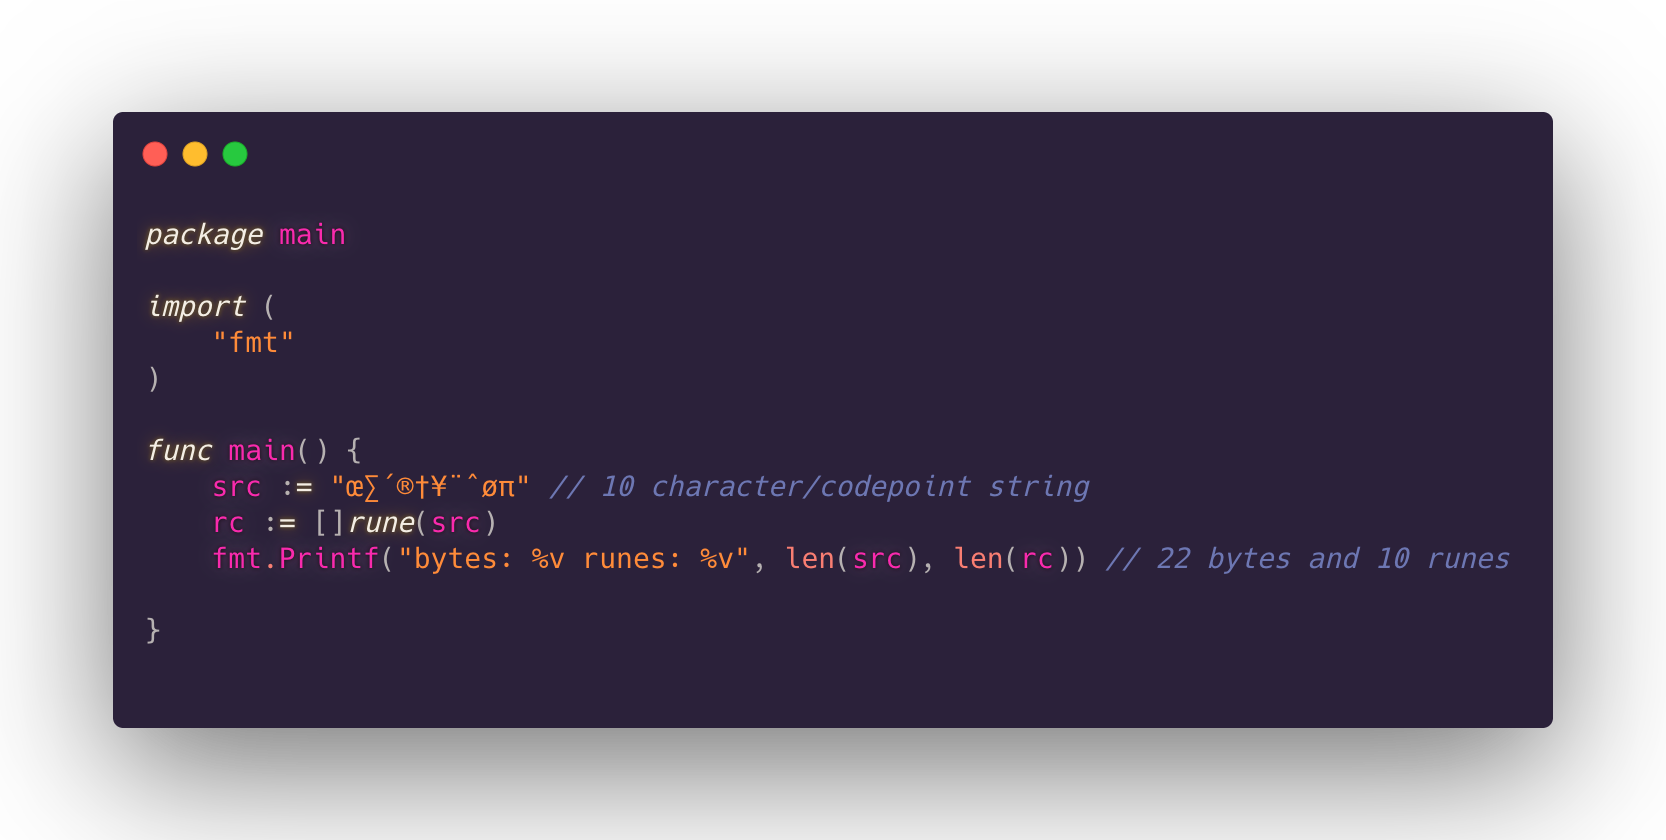 package main
import (
    "fmt"
)
func main() {
    src := "œ∑´®†¥¨ˆøπ" // 10 character/codepoint string
    rc := []rune(src)
    fmt.Printf("bytes: %v runes: %v", len(src), len(rc)) // 22 bytes and 10 runes
}